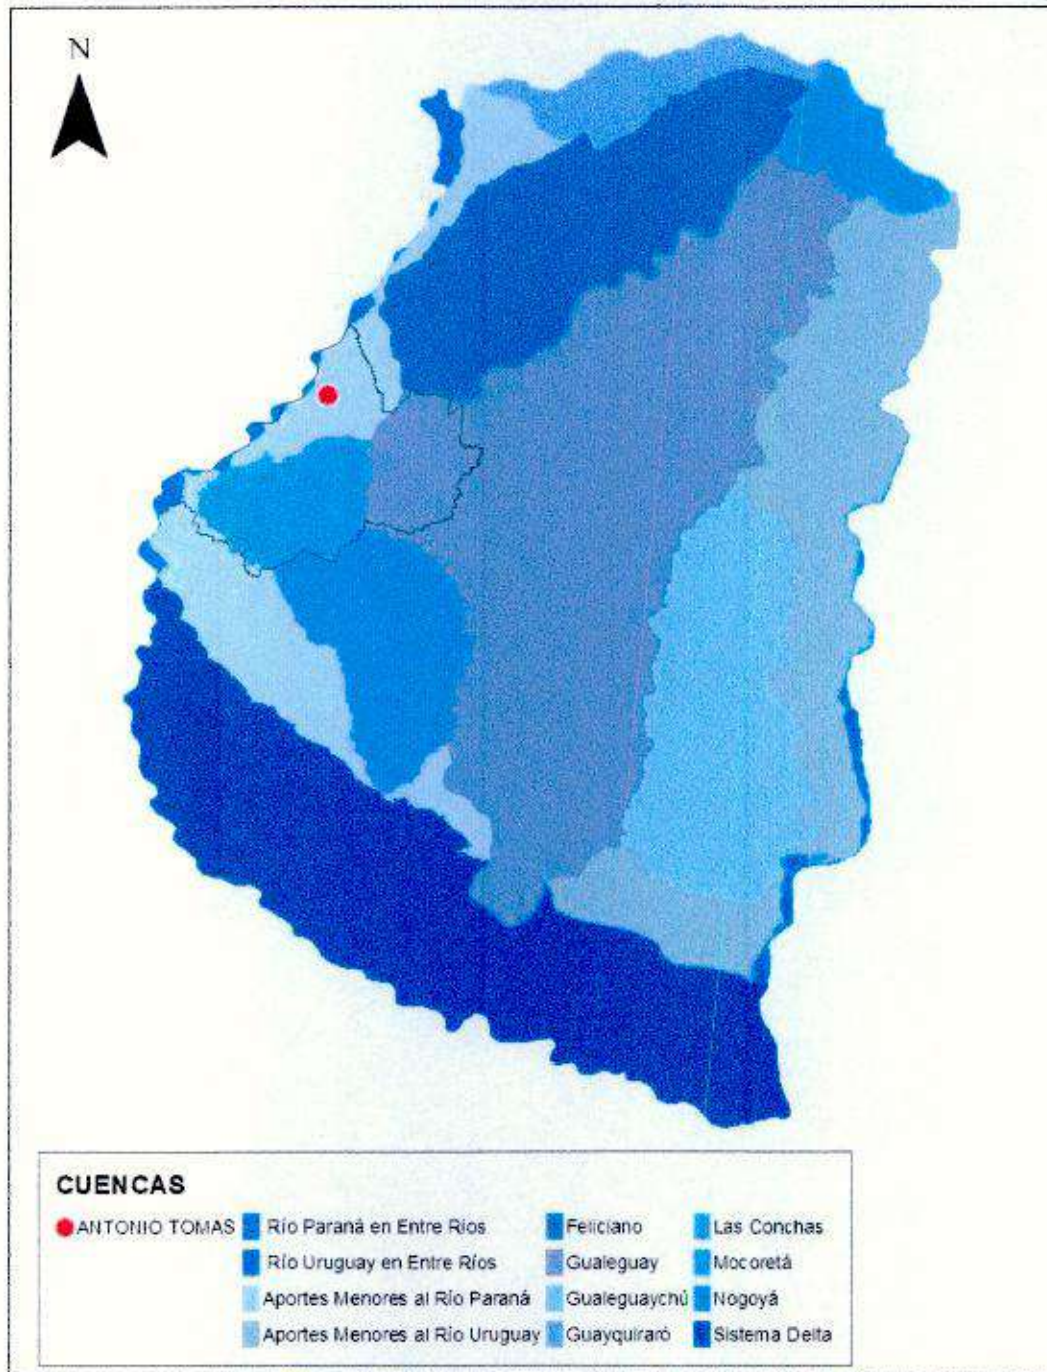 N
CUENCAS
ANTONIO TOMAS
Río Paraná en Entre Ríos
Río Uruguay en Entre Ríos
Aportes Menores al Río Paraná
Aportes Menores al Río Uruguay
Feliciano
Gualeguay
Gualeguaychú
Guayquiraró
Las Conchas
Mocoretá
Nogoyá
Sistema Delta